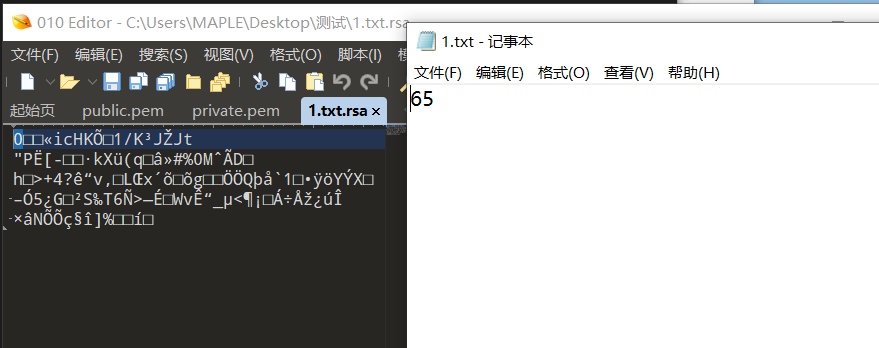 010 Editor - C:\Users\MAPLE\Desktop\测试\1.txt.rsa
文件(F) 编辑(E) 搜索(S) 视图(V) 格式(O) 脚本(I)
起始页 public.pem private.pem 1.txt.rsa ×
0□□«icHKÕ□1/K³JŽJt
"PË[-□□·kXü(q□â»#%0MˆÃD□
h□>+4?ê“v‚□LŒx´õ□õg□□ÖÖQþå`1□•ÿöYÝX□
–Ó5¿G□²S‰T6Ñ>—É□WvÊ“_µ<¶¡□Á÷Åž¿úÎ
×âNÕÕç§î]%□□í□
1.txt - 记事本
文件(F) 编辑(E) 格式(O) 查看(V) 帮助(H)
65